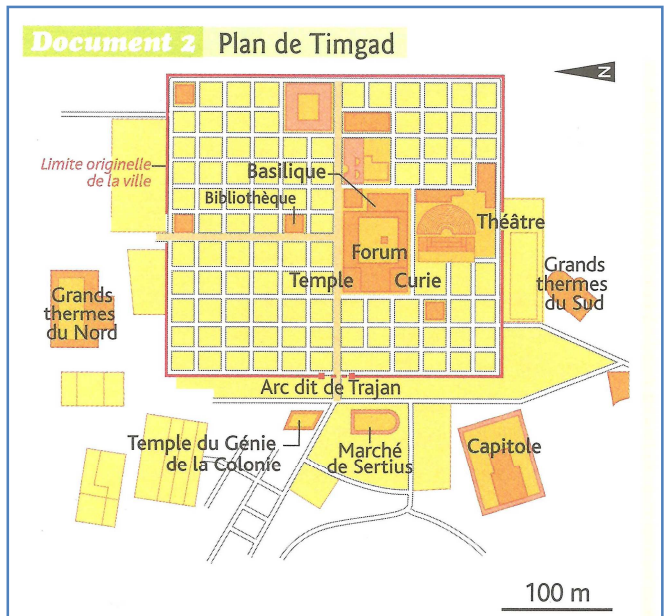 Document 2 Plan de Timgad
N
Limite originelle
de la ville
Basilique
Bibliothèque
Théâtre
Forum
Temple
Curie
Grands
thermes
du Nord
Grands
thermes
du Sud
Arc dit de Trajan
Temple du Génie
de la Colonie
Marché
de Sertius
Capitole
100 m